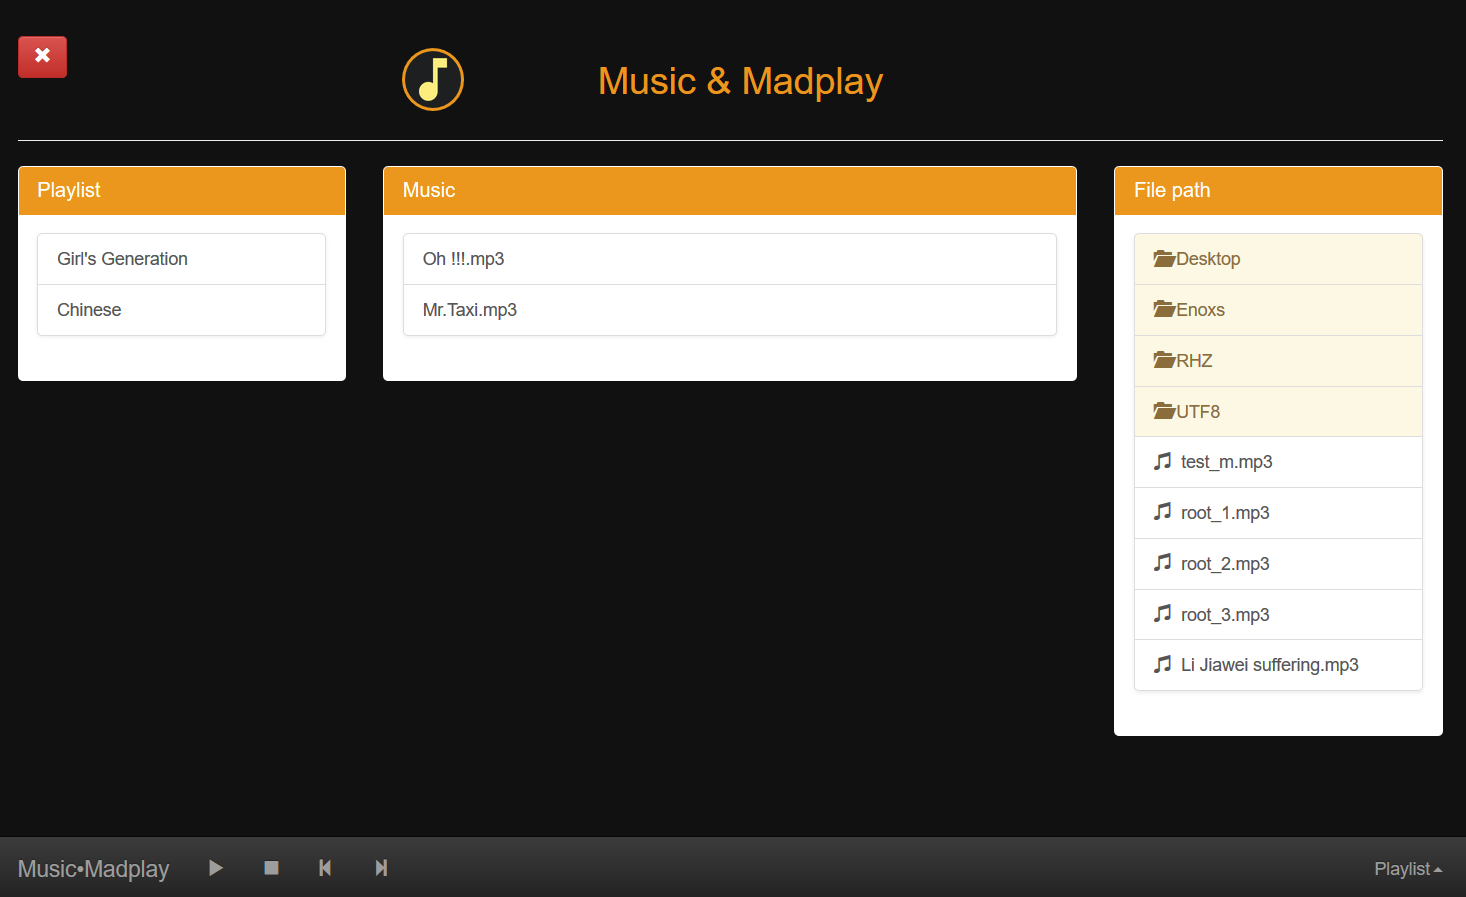 Music & Madplay
Playlist
Girl's Generation
Chinese
Music
Oh !!!.mp3
Mr.Taxi.mp3
File path
Desktop
Enoxs
RHZ
UTF8
test_m.mp3
root_1.mp3
root_2.mp3
root_3.mp3
Li Jiawei suffering.mp3
Music•Madplay
Playlist